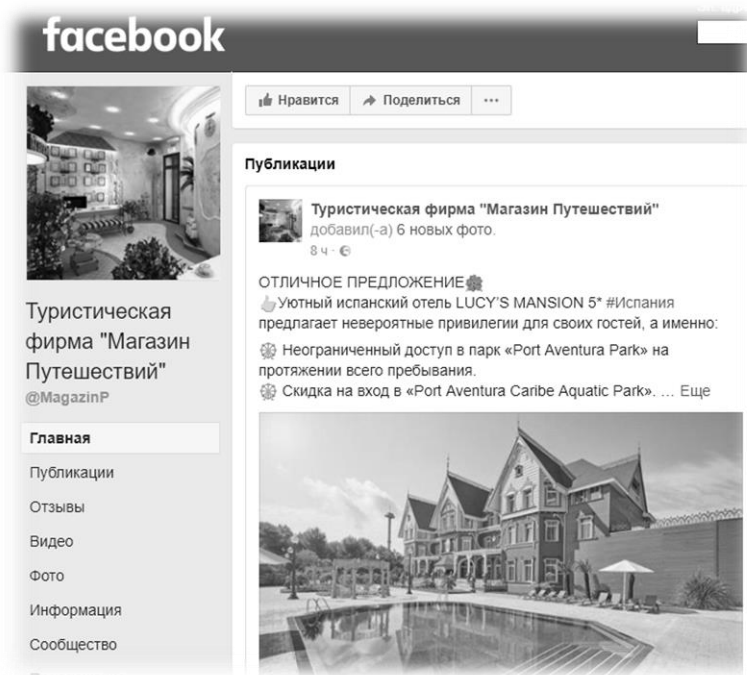 facebook
Нравится
Поделиться
Публикации
Туристическая фирма "Магазин Путешествий"
добавил(-а) 6 новых фото.
8 ч ·
ОТЛИЧНОЕ ПРЕДЛОЖЕНИЕ
Уютный испанский отель LUCY'S MANSION 5* #Испания
предлагает невероятные привилегии для своих гостей, а именно:
Неограниченный доступ в парк «Port Aventura Park» на
протяжении всего пребывания.
Скидка на вход в «Port Aventura Caribe Aquatic Park». … Еще
Туристическая
фирма "Магазин
Путешествий"
@MagazinP
Главная
Публикации
Отзывы
Видео
Фото
Информация
Сообщество